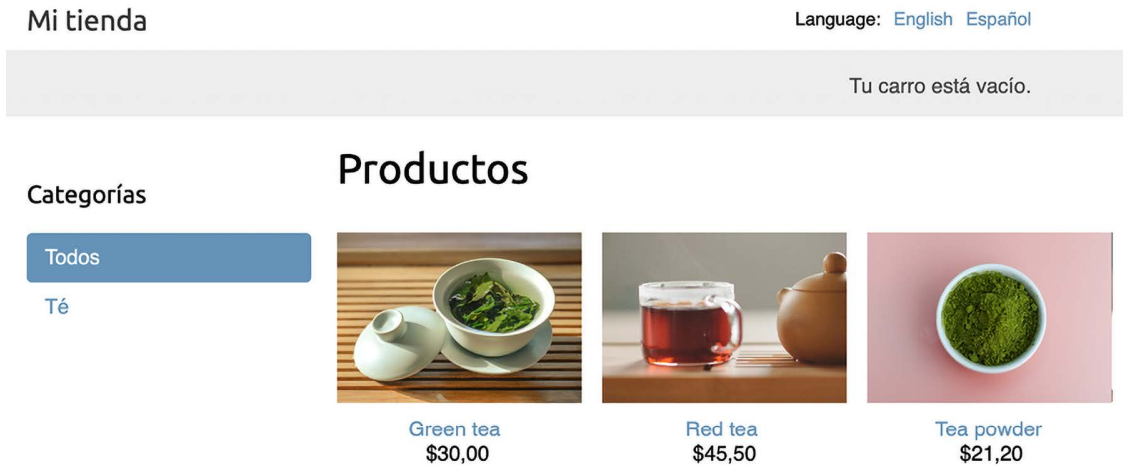 Mi tienda
Language: English Español
Tu carro está vacío.
Categorías
Todos
Té
Productos
Green tea
$30,00
Red tea
$45,50
Tea powder
$21,20